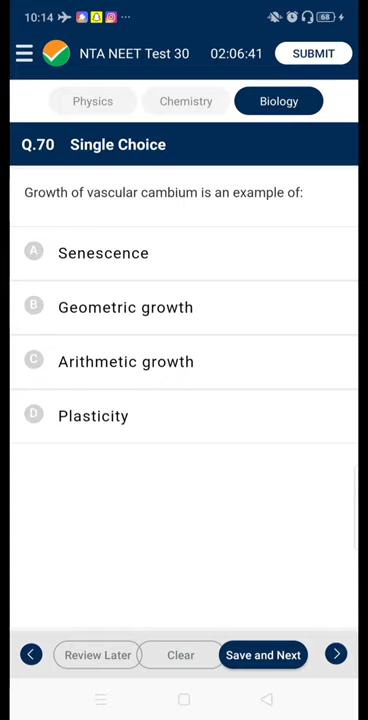 10:14 ... 68
NTA NEET Test 30 02:06:41 SUBMIT
Physics Chemistry Biology
Q.70 Single Choice
Growth of vascular cambium is an example of:
A Senescence
B Geometric growth
C Arithmetic growth
D Plasticity
Review Later Clear Save and Next